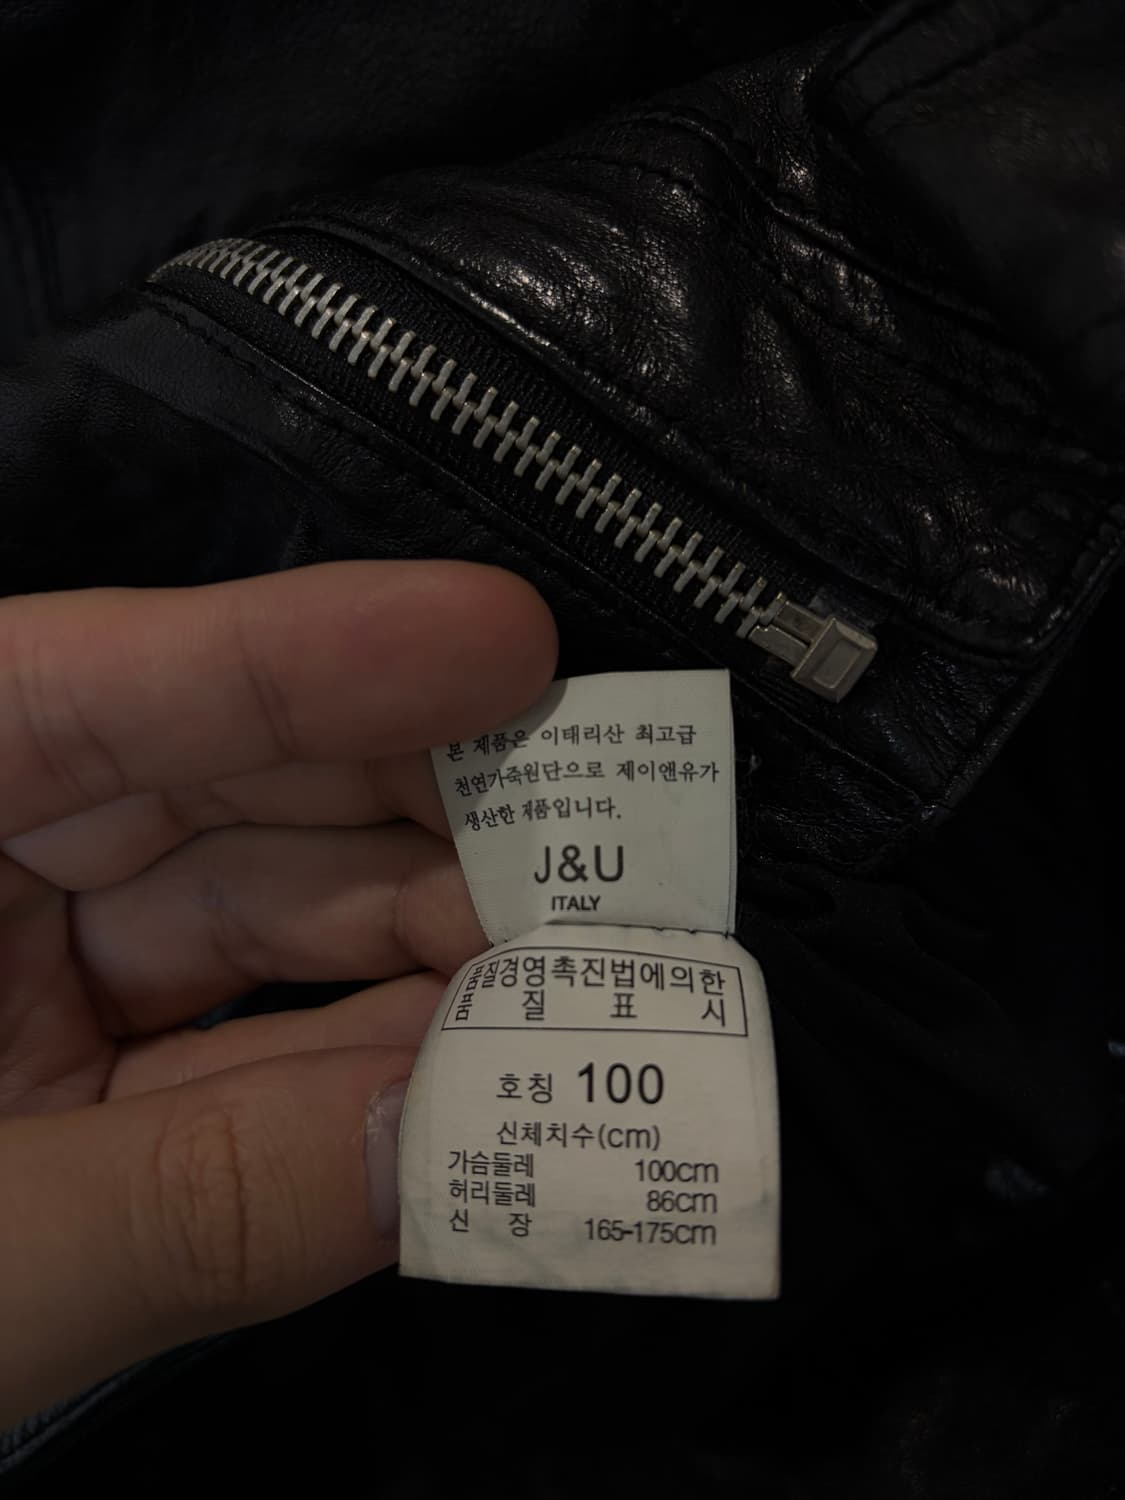 본 제품은 이태리산 최고급
천연가죽원단으로 제이앤유가
생산한 제품입니다.
J&U
ITALY
품질경영촉진법에의한
품 질 표 시
호칭 100
신체치수(cm)
가슴둘레 100cm
허리둘레 86cm
신 장 165-175cm